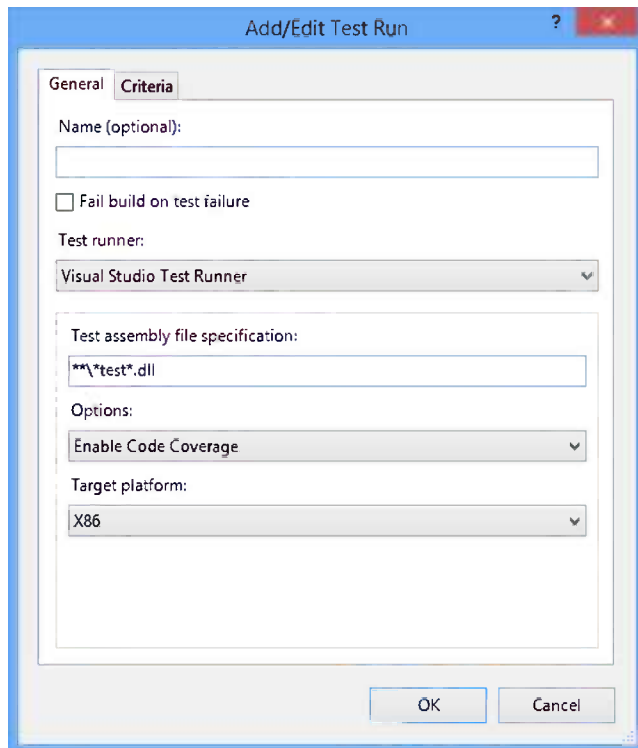 Add/Edit Test Run
?
General
Criteria
Name (optional):
Fail build on test failure
Test runner:
Visual Studio Test Runner
Test assembly file specification:
**\*test*.dll
Options:
Enable Code Coverage
Target platform:
X86
OK
Cancel